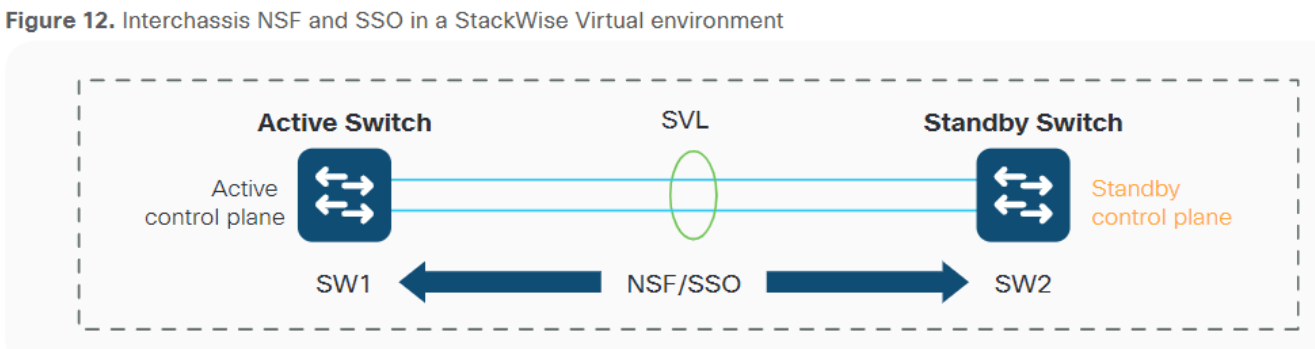 Figure 12. Interchassis NSF and SSO in a StackWise Virtual environment
Active Switch
SVL
Standby Switch
Active
control plane
Standby
control plane
SW1
NSF/SSO
SW2